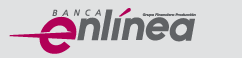 BANCA
Grupo Financiero Producción
enlínea